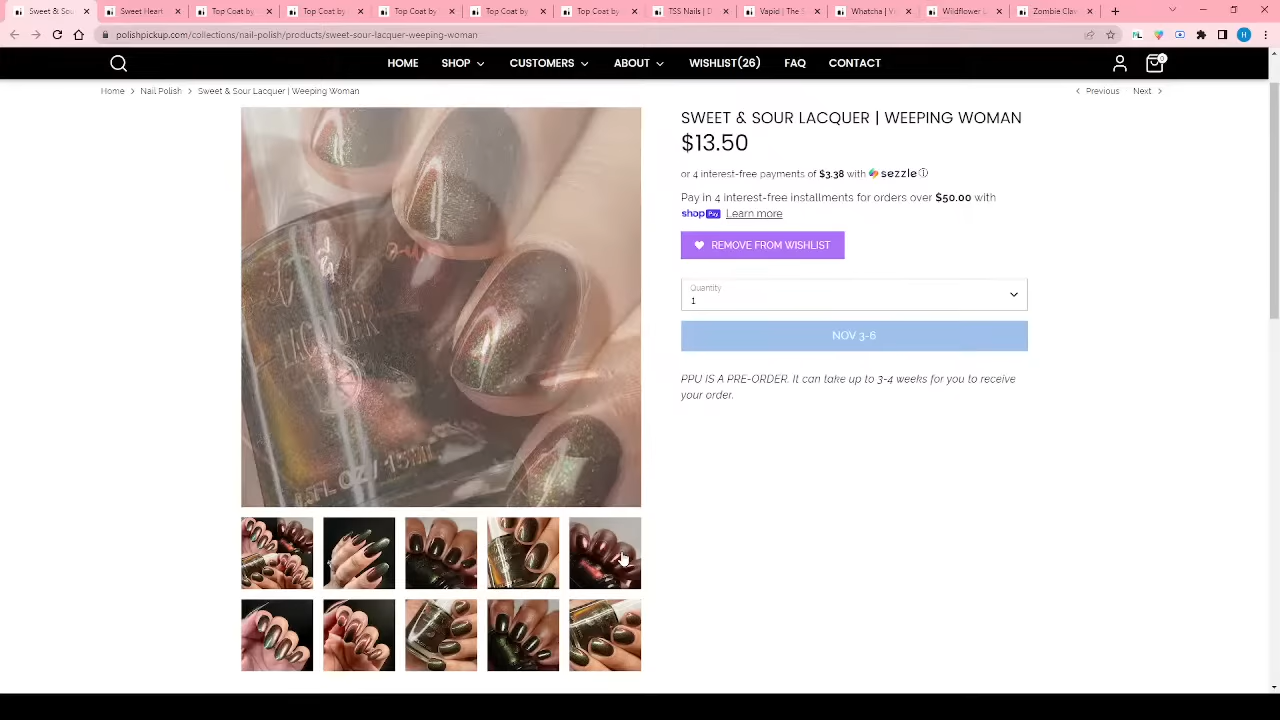 Sweet & Sou
Sweet Heart
Top Coat by
Top Coat by
Top Coat by
Top Coat by
Top Coat by
TSS Nails | D
Vapid | The S
Whatcha | V
Wildflower L
Zombie Cla
polishpickup.com/collections/nail-polish/products/sweet-sour-lacquer-weeping-woman
H
HOME SHOP CUSTOMERS ABOUT WISHLIST(26) FAQ CONTACT
0
Home > Nail Polish > Sweet & Sour Lacquer | Weeping Woman
< Previous Next >
SWEET & SOUR LACQUER | WEEPING WOMAN
$13.50
or 4 interest-free payments of $3.38 with sezzle
Pay in 4 interest-free installments for orders over $50.00 with
shop Pay Learn more
REMOVE FROM WISHLIST
Quantity
1
NOV 3-6
PPU IS A PRE-ORDER. It can take up to 3-4 weeks for you to receive
your order.
LACQUER
.5FL OZ / 15ML